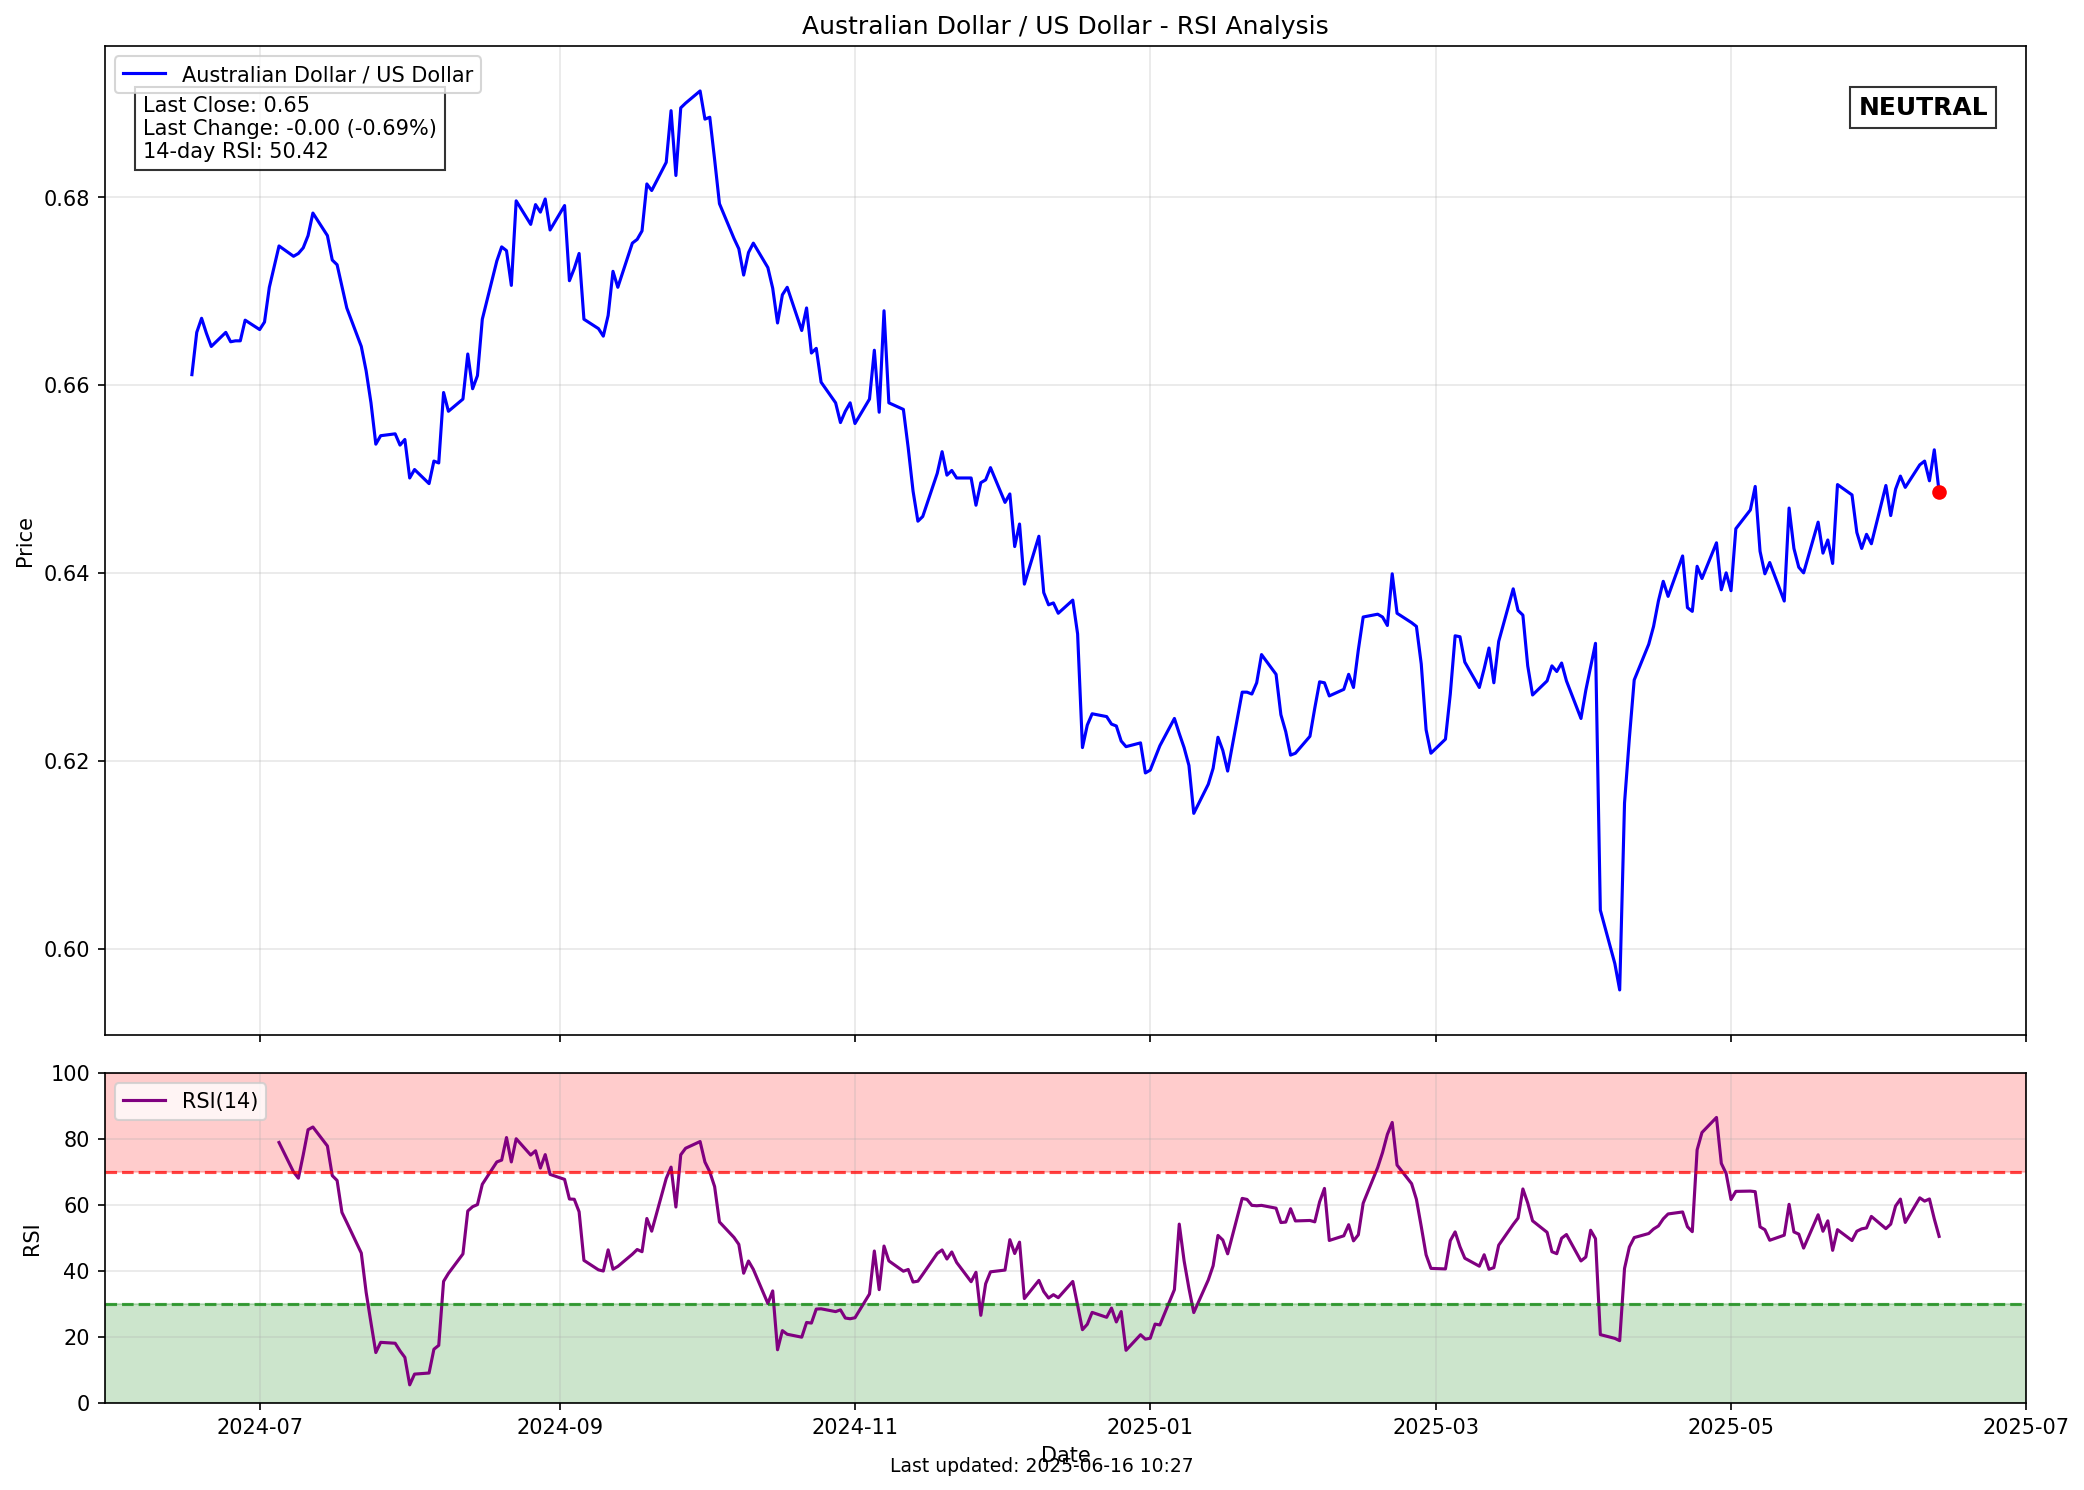 Australian Dollar / US Dollar - RSI Analysis
Australian Dollar / US Dollar
Last Close: 0.65
Last Change: -0.00 (-0.69%)
14-day RSI: 50.42
NEUTRAL
Price
0.68
0.66
0.64
0.62
0.60
RSI(14)
RSI
100
80
60
40
20
0
2024-07
2024-09
2024-11
2025-01
2025-03
2025-05
2025-07
Date
Last updated: 2025-06-16 10:27